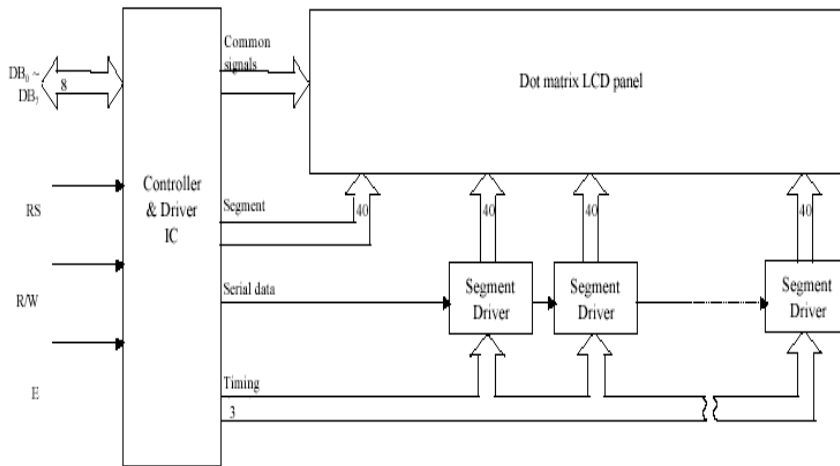 DB₀ ~
DB₇
8
RS
R/W
E
Controller
& Driver
IC
Common
signals
Dot matrix LCD panel
Segment
40
40
40
40
Serial data
Segment
Driver
Segment
Driver
Segment
Driver
Timing
3